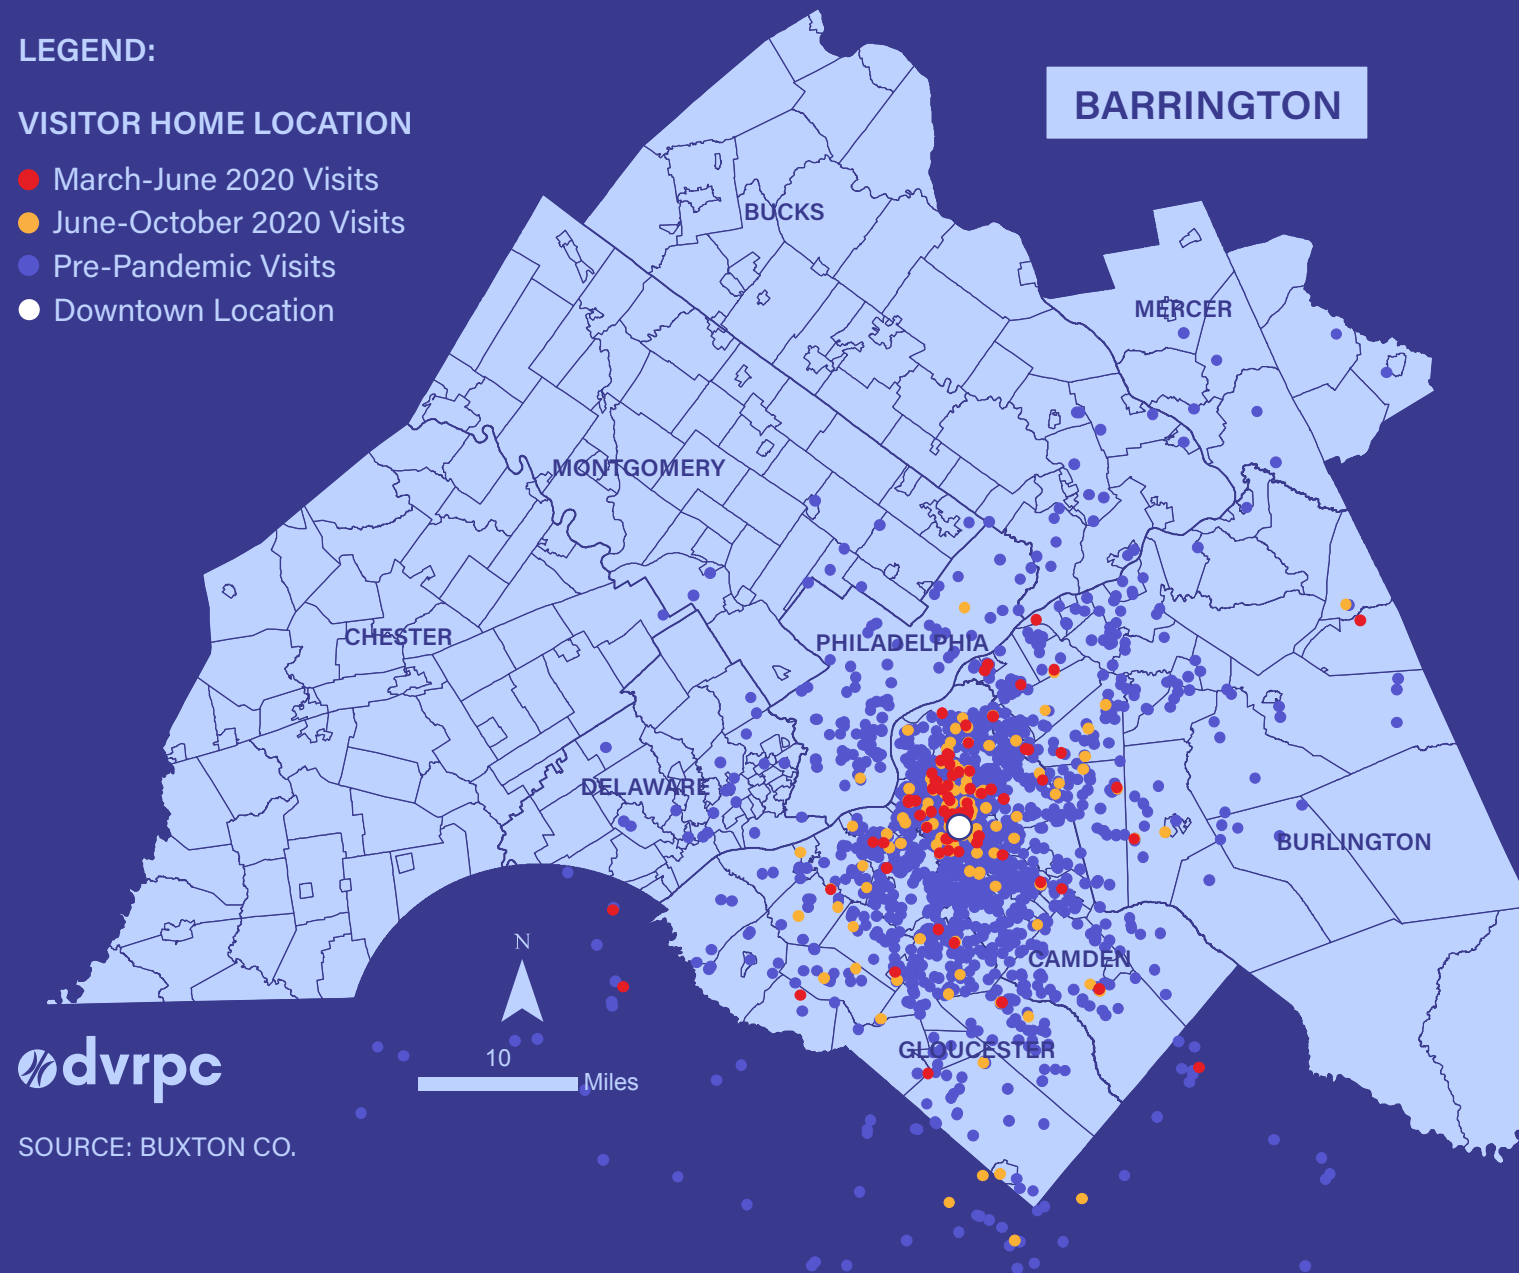 LEGEND:
VISITOR HOME LOCATION
March-June 2020 Visits
June-October 2020 Visits
Pre-Pandemic Visits
Downtown Location
BARRINGTON
BUCKS
MERCER
MONTGOMERY
CHESTER
PHILADELPHIA
DELAWARE
BURLINGTON
CAMDEN
GLOUCESTER
N
10
Miles
dvrpc
SOURCE: BUXTON CO.